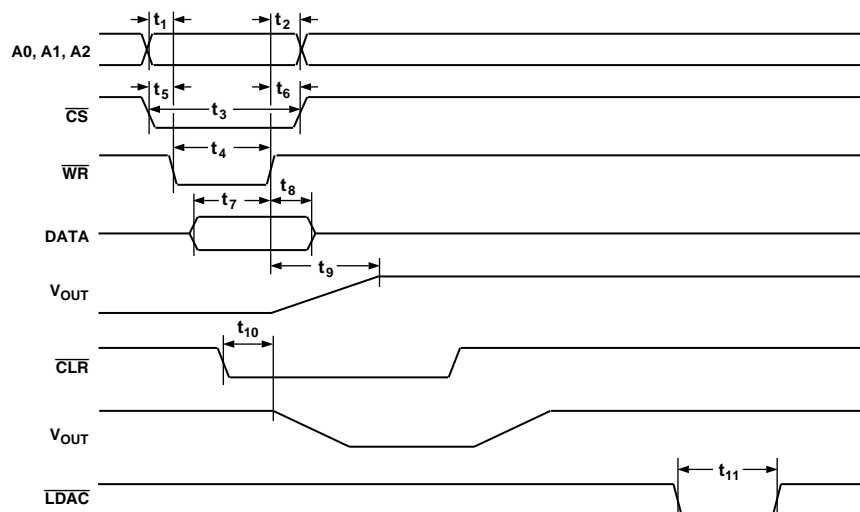 t1 t2
A0, A1, A2
t5 t6
t3
CS
t4
WR
t7 t8
DATA
t9
VOUT
t10
CLR
VOUT
t11
LDAC